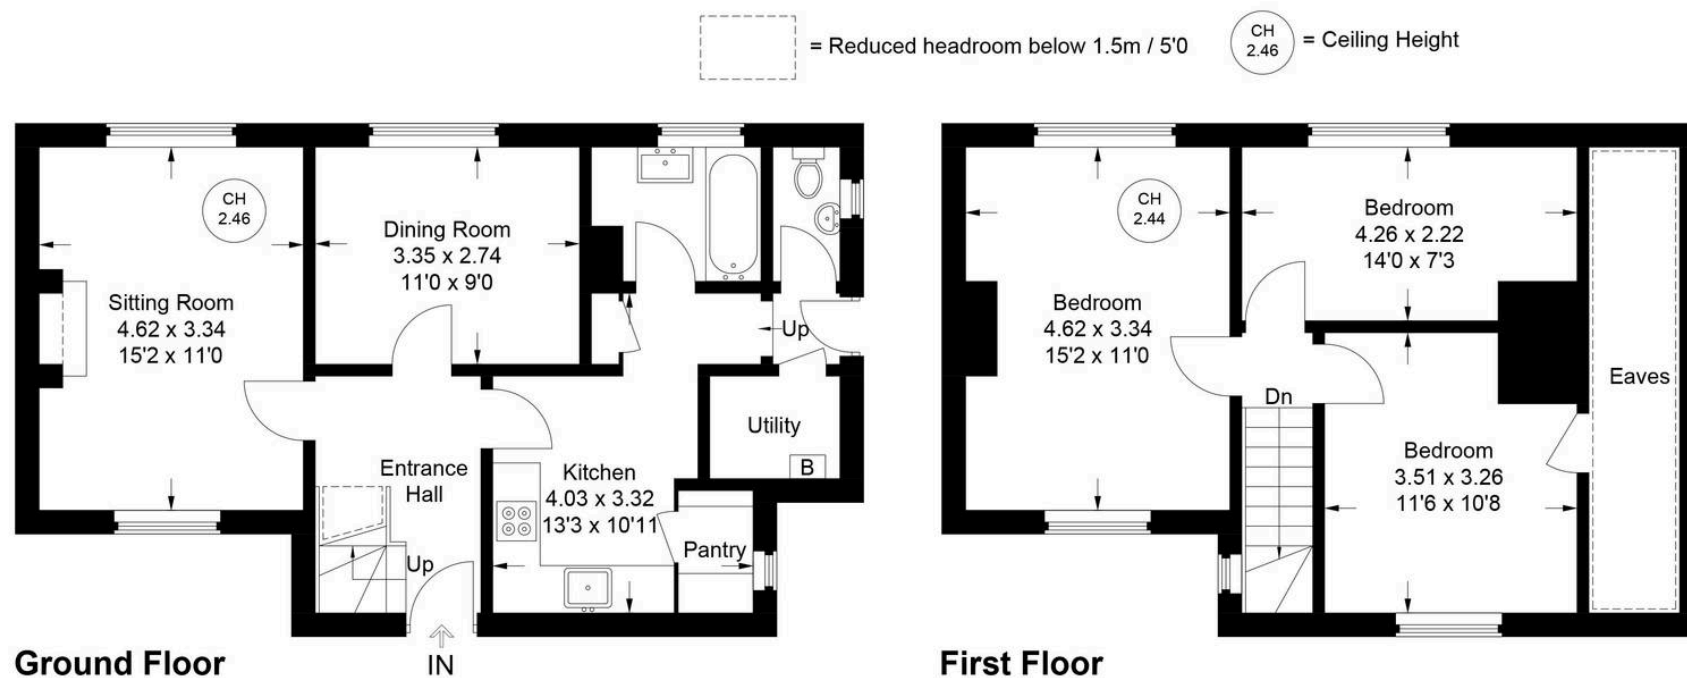 = Reduced headroom below 1.5m / 5'0
CH
2.46
= Ceiling Height
CH
2.46
Sitting Room
4.62 x 3.34
15'2 x 11'0
Dining Room
3.35 x 2.74
11'0 x 9'0
Up
Utility
B
Entrance
Hall
Up
Kitchen
4.03 x 3.32
13'3 x 10'11
Pantry
IN
Ground Floor
CH
2.44
Bedroom
4.62 x 3.34
15'2 x 11'0
Bedroom
4.26 x 2.22
14'0 x 7'3
Dn
Bedroom
3.51 x 3.26
11'6 x 10'8
Eaves
First Floor